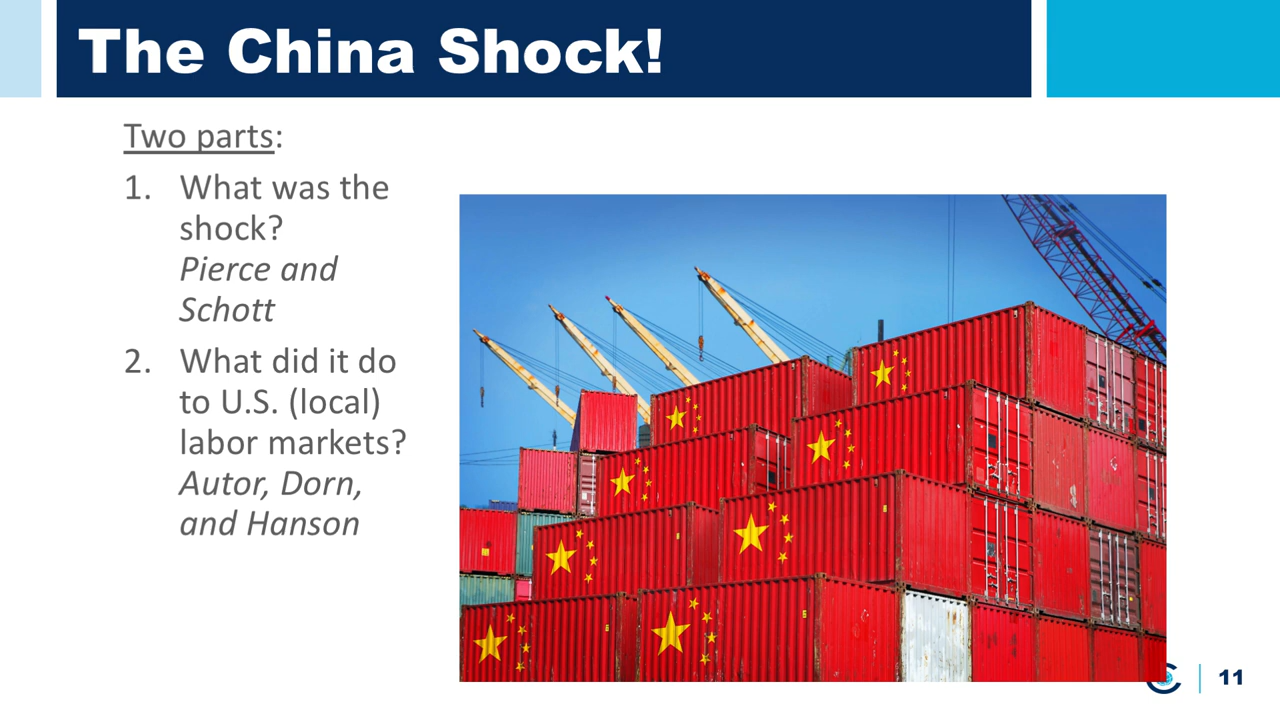 The China Shock!
Two parts:
1. What was the
shock?
Pierce and
Schott
2. What did it do
to U.S. (local)
labor markets?
Autor, Dorn,
and Hanson
11